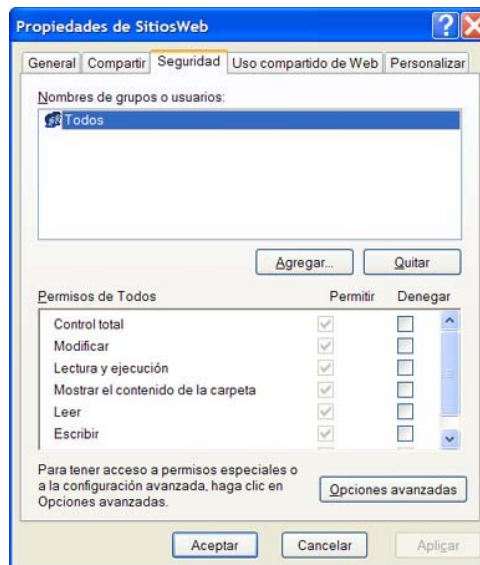 Propiedades de SitiosWeb
General Compartir Seguridad Uso compartido de Web Personalizar
Nombres de grupos o usuarios:
Todos
Agregar... Quitar
Permisos de Todos Permitir Denegar
Control total
Modificar
Lectura y ejecución
Mostrar el contenido de la carpeta
Leer
Escribir
Para tener acceso a permisos especiales o
a la configuración avanzada, haga clic en
Opciones avanzadas.
Opciones avanzadas
Aceptar Cancelar Aplicar